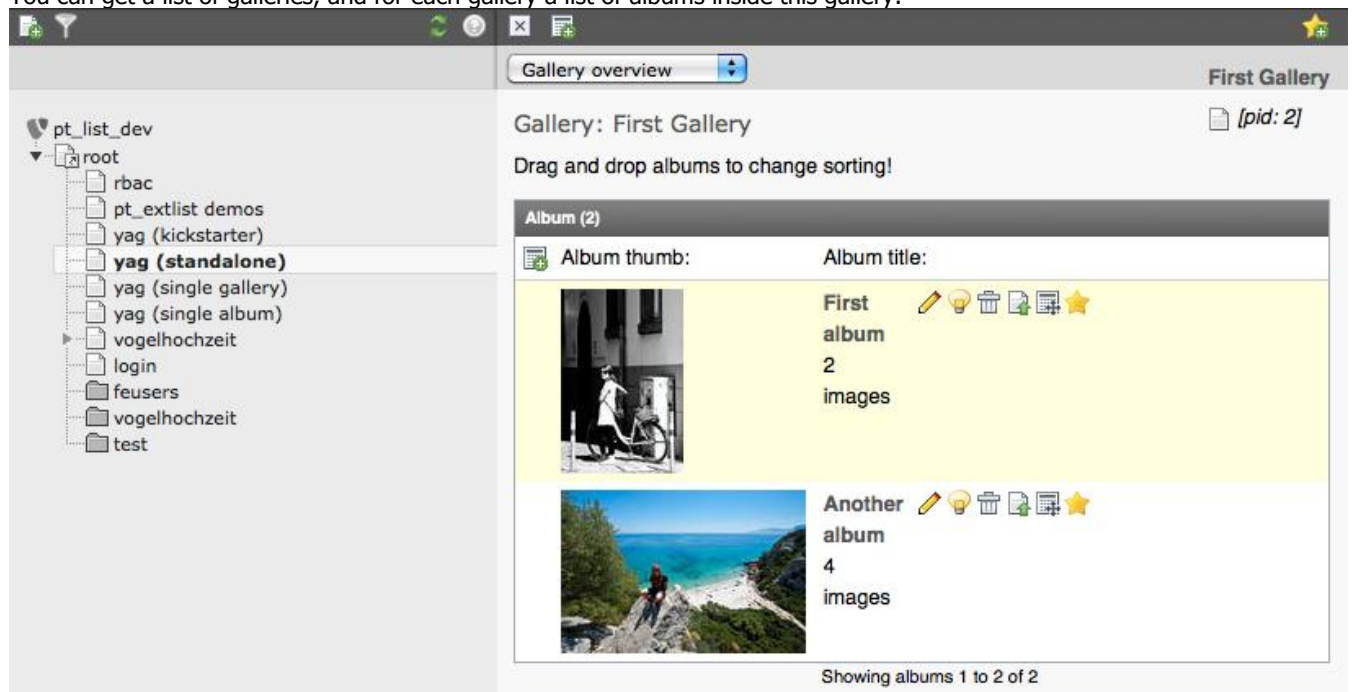 You can get a list of galleries, and for each gallery a list of albums inside this gallery.
Gallery overview
First Gallery
[pid: 2]
pt_list_dev
root
rbac
pt_extlist demos
yag (kickstarter)
yag (standalone)
yag (single gallery)
yag (single album)
vogelhochzeit
login
feusers
vogelhochzeit
test
Gallery: First Gallery
Drag and drop albums to change sorting!
Album (2)
Album thumb: Album title:
First
album
2
images
Another
album
4
images
Showing albums 1 to 2 of 2